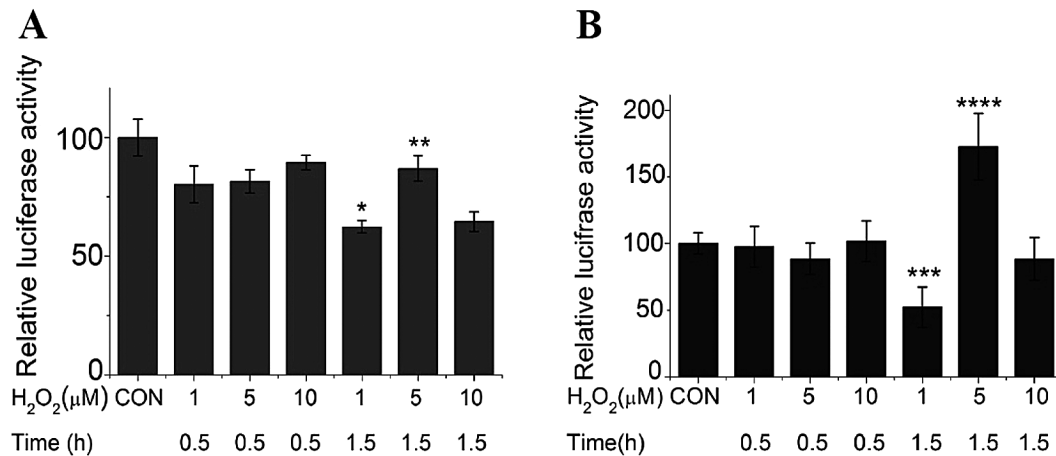 A
Relative luciferase activity
100
50
0
*
**
H₂O₂(μM) CON 1 5 10 1 5 10
Time (h) 0.5 0.5 0.5 1.5 1.5 1.5
B
Relative lucifrase activity
200
150
100
50
0
***
****
H₂O₂(μM) CON 1 5 10 1 5 10
Time(h) 0.5 0.5 0.5 1.5 1.5 1.5